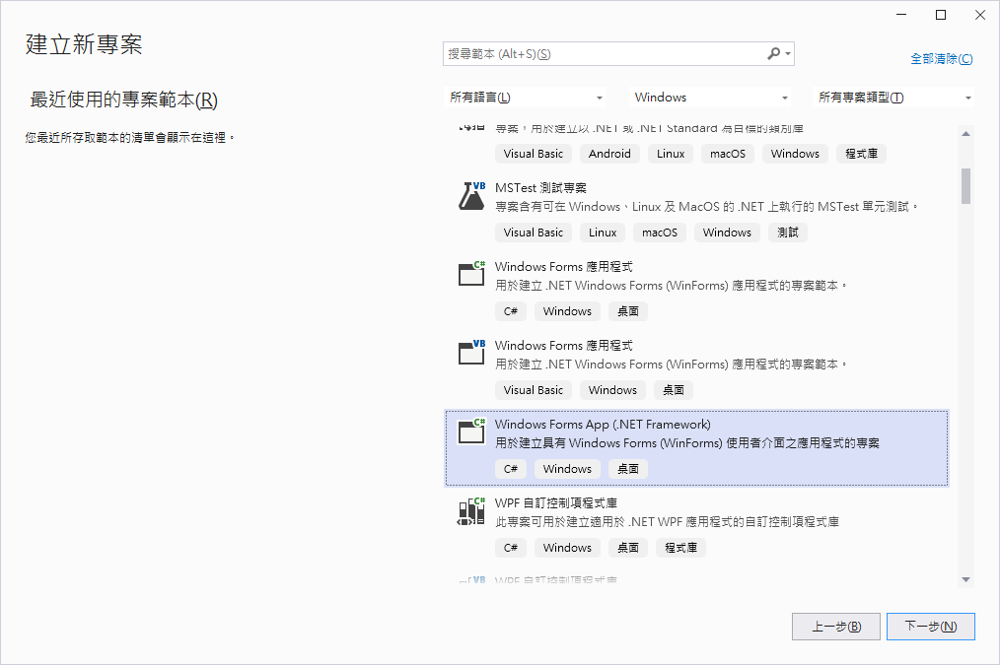 建立新專案
搜尋範本 (Alt+S)(S)
全部清除(C)
最近使用的專案範本(R)
您最近所存取範本的清單會顯示在這裡。
所有語言(L)
Windows
所有專案類型(T)
專案，用於建立以 .NET 或 .NET Standard 為目標的類別庫
Visual Basic
Android
Linux
macOS
Windows
程式庫
VB
MSTest 測試專案
專案含有可在 Windows、Linux 及 MacOS 的 .NET 上執行的 MSTest 單元測試。
Visual Basic
Linux
macOS
Windows
測試
C#
Windows Forms 應用程式
用於建立 .NET Windows Forms (WinForms) 應用程式的專案範本。
C#
Windows
桌面
VB
Windows Forms 應用程式
用於建立 .NET Windows Forms (WinForms) 應用程式的專案範本。
Visual Basic
Windows
桌面
C#
Windows Forms App (.NET Framework)
用於建立具有 Windows Forms (WinForms) 使用者介面之應用程式的專案
C#
Windows
桌面
C#
WPF 自訂控制項程式庫
此專案可用於建立適用於 .NET WPF 應用程式的自訂控制項程式庫
C#
Windows
桌面
程式庫
VB
WPF 自訂控制項程式庫
上一步(B)
下一步(N)